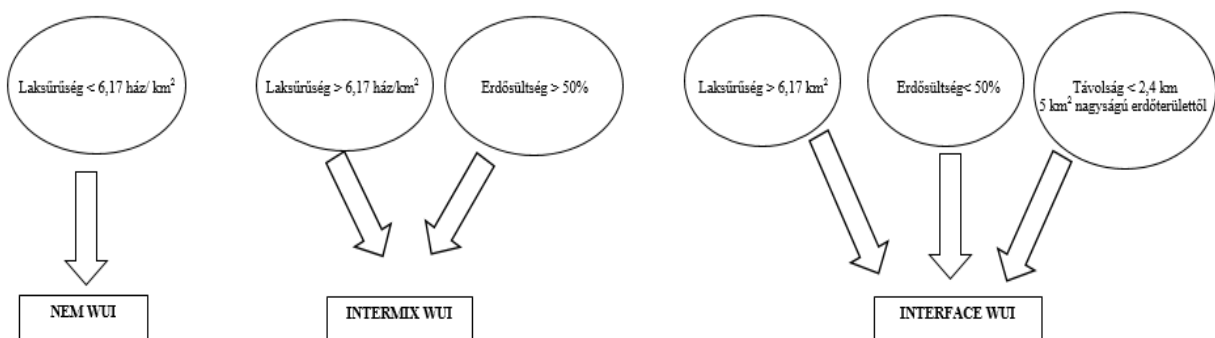 Laksűrűség < 6,17 ház/ km²
Laksűrűség > 6,17 ház/km²
Erdősültség > 50%
Laksűrűség > 6,17 km²
Erdősültség< 50%
Távolság < 2,4 km
5 km² nagyságú erdőterülettől
NEM WUI
INTERMIX WUI
INTERFACE WUI